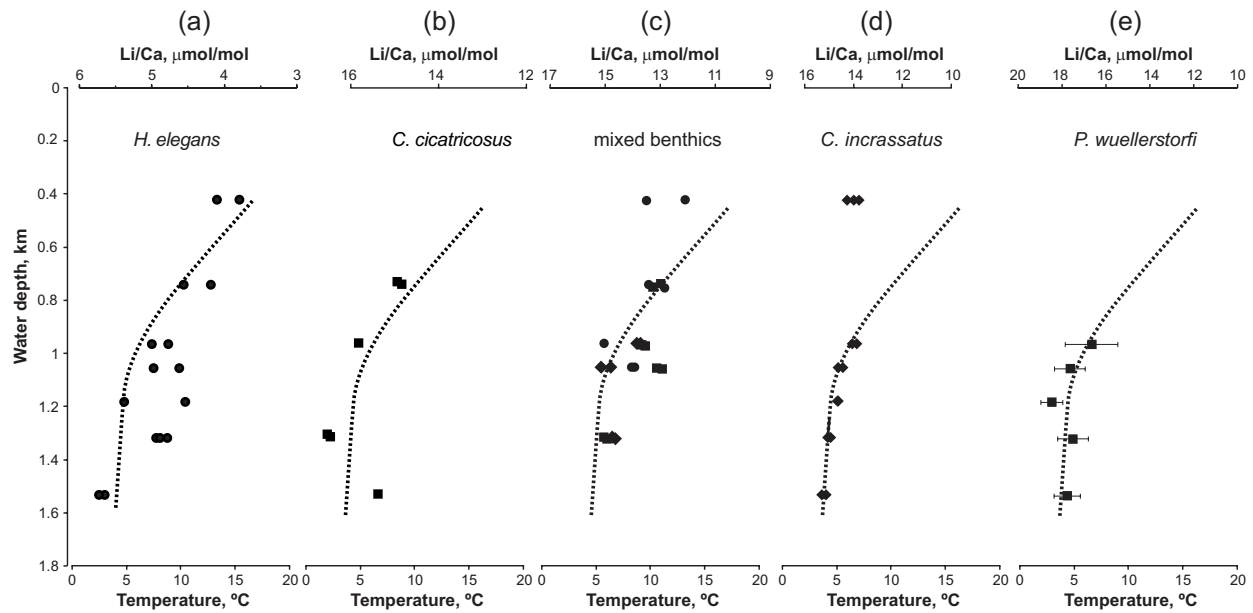 (a) (b) (c) (d) (e)
Li/Ca, μmol/mol Li/Ca, μmol/mol Li/Ca, μmol/mol Li/Ca, μmol/mol Li/Ca, μmol/mol
6 5 4 3 16 14 12 17 15 13 11 9 16 14 12 10 20 18 16 14 12 10
H. elegans C. cicatricosus mixed benthics C. incrassatus P. wuellerstorfi
Water depth, km
0
0.2
0.4
0.6
0.8
1
1.2
1.4
1.6
1.8
0 5 10 15 20 0 5 10 15 20 0 5 10 15 20 0 5 10 15 20 0 5 10 15 20
Temperature, ºC Temperature, ºC Temperature, ºC Temperature, ºC Temperature, ºC